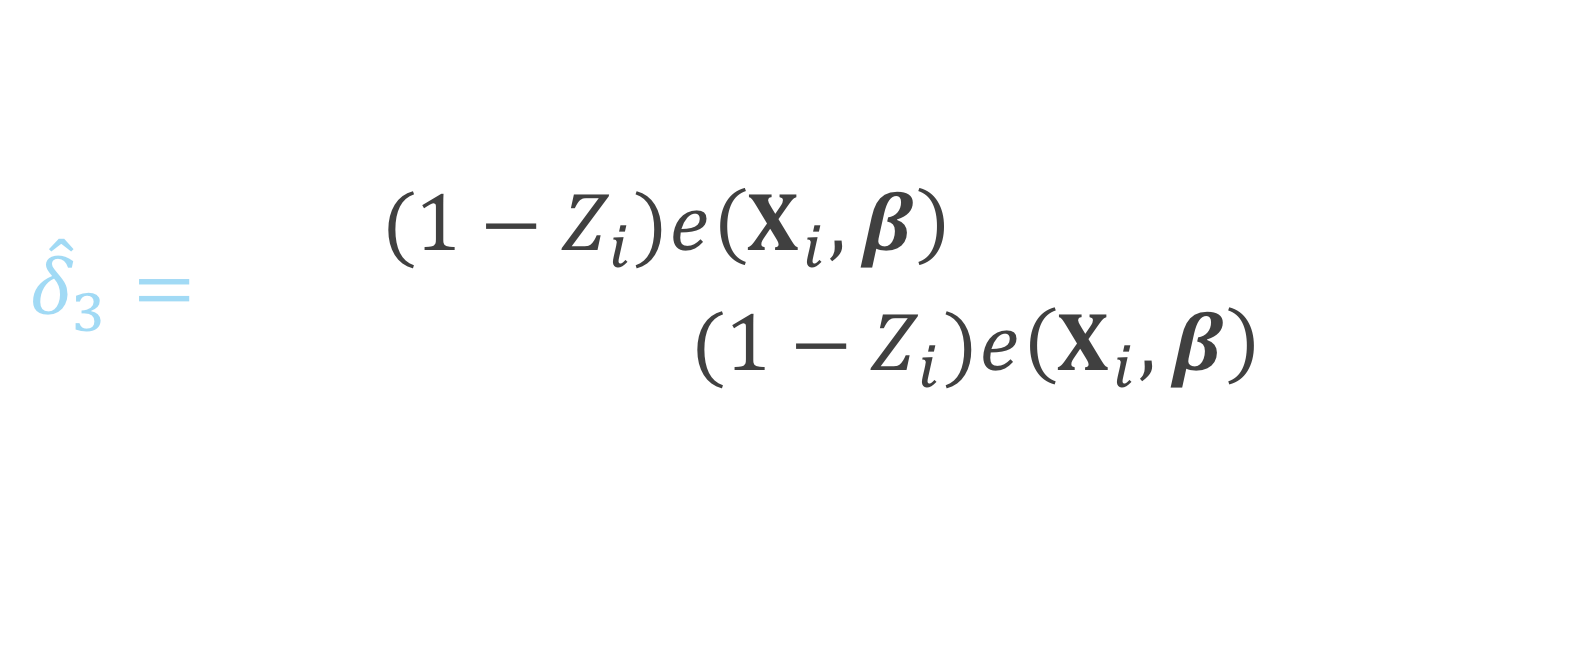 (1 − Zᵢ)e(𝐗ᵢ, 𝜷)
δ̂₃ =
(1 − Zᵢ)e(𝐗ᵢ, 𝜷)